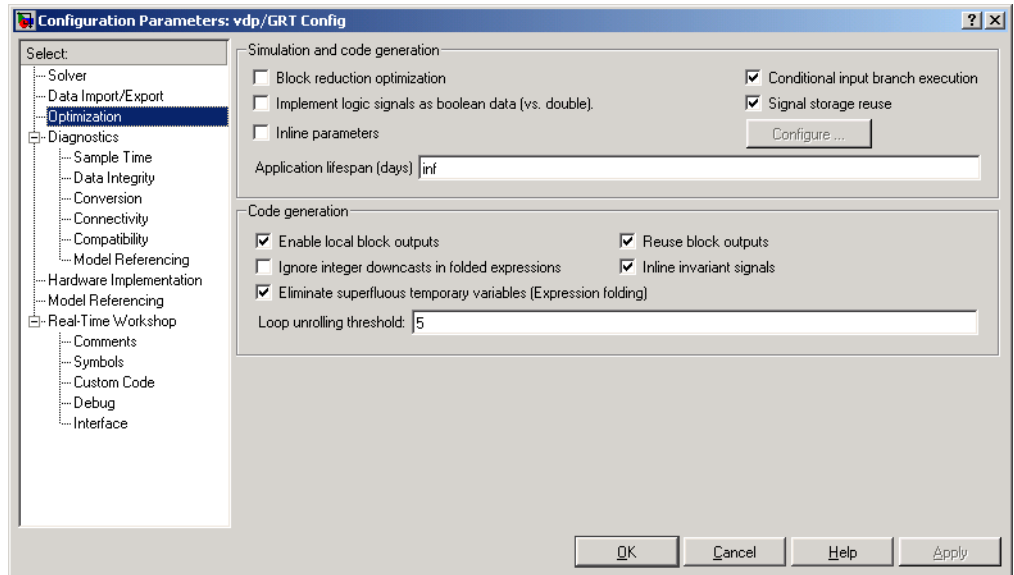 Configuration Parameters: vdp/GRT Config
Select:
Solver
Data Import/Export
Optimization
Diagnostics
Sample Time
Data Integrity
Conversion
Connectivity
Compatibility
Model Referencing
Hardware Implementation
Model Referencing
Real-Time Workshop
Comments
Symbols
Custom Code
Debug
Interface
Simulation and code generation
Block reduction optimization
Conditional input branch execution
Implement logic signals as boolean data (vs. double).
Signal storage reuse
Inline parameters
Configure ...
Application lifespan (days) inf
Code generation
Enable local block outputs
Reuse block outputs
Ignore integer downcasts in folded expressions
Inline invariant signals
Eliminate superfluous temporary variables (Expression folding)
Loop unrolling threshold: 5
OK
Cancel
Help
Apply